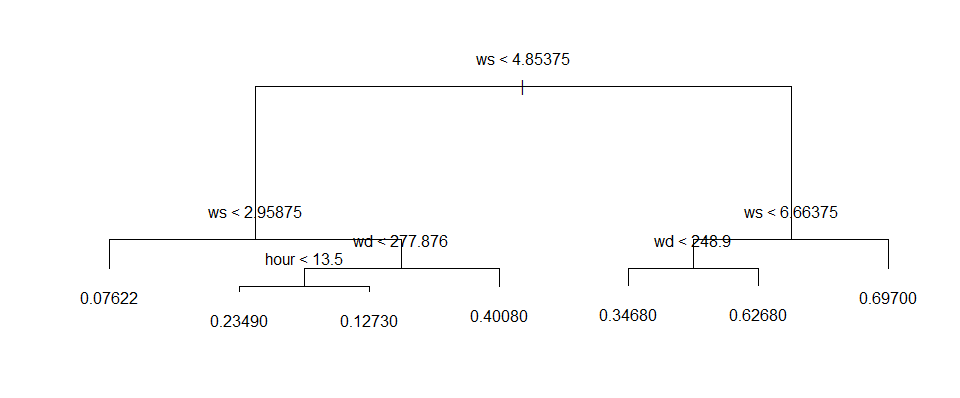 ws < 4.85375
ws < 2.95875
ws < 6.66375
wd < 277.876
wd < 248.9
hour < 13.5
0.07622
0.69700
0.23490
0.12730
0.40080
0.34680
0.62680